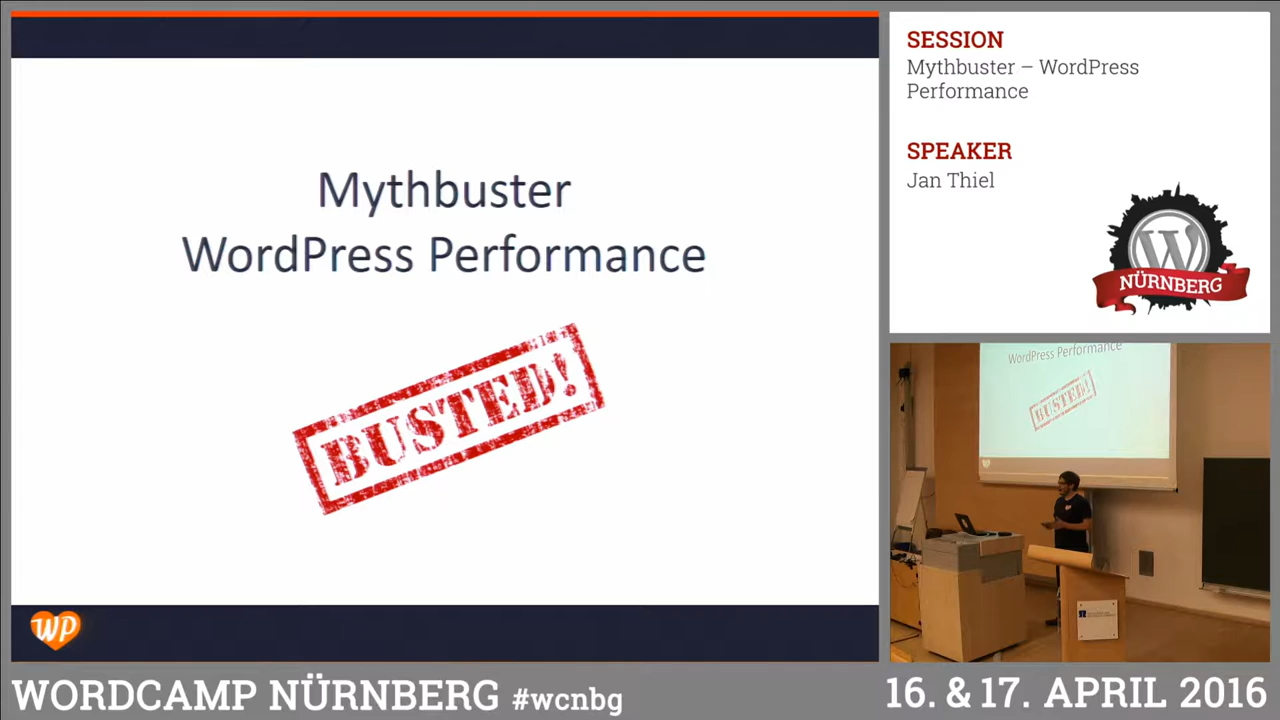 Mythbuster
WordPress Performance
BUSTED!
WP
SESSION
Mythbuster – WordPress
Performance
SPEAKER
Jan Thiel
W
NÜRNBERG
WordPress Performance
BUSTED!
WORDCAMP NÜRNBERG #wcnbg
16. & 17. APRIL 2016